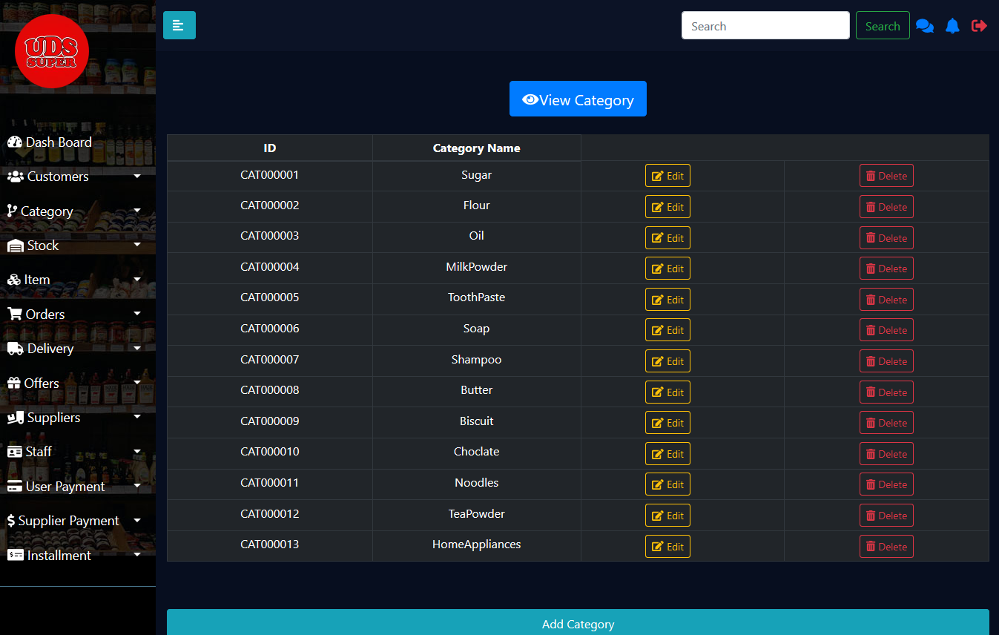 UDS
SUPER
Search
Search
View Category
Dash Board
Customers
Category
Stock
Item
Orders
Delivery
Offers
Suppliers
Staff
User Payment
Supplier Payment
Installment
ID Category Name
CAT000001 Sugar Edit Delete
CAT000002 Flour Edit Delete
CAT000003 Oil Edit Delete
CAT000004 MilkPowder Edit Delete
CAT000005 ToothPaste Edit Delete
CAT000006 Soap Edit Delete
CAT000007 Shampoo Edit Delete
CAT000008 Butter Edit Delete
CAT000009 Biscuit Edit Delete
CAT000010 Choclate Edit Delete
CAT000011 Noodles Edit Delete
CAT000012 TeaPowder Edit Delete
CAT000013 HomeAppliances Edit Delete
Add Category